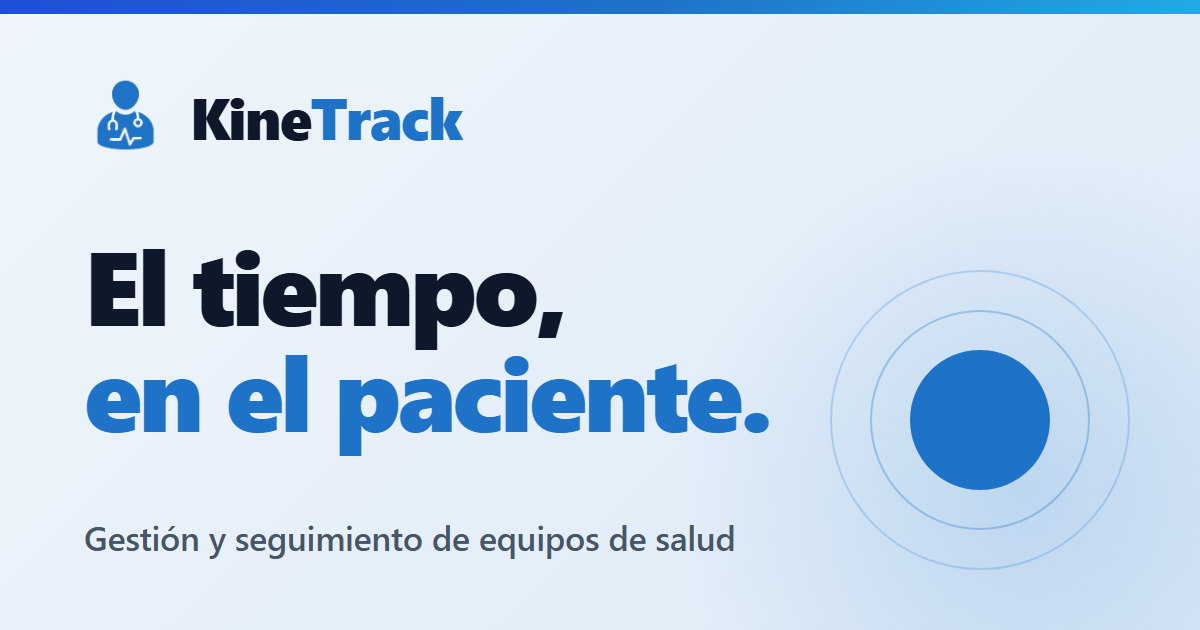 KineTrack
El tiempo,
en el paciente.
Gestión y seguimiento de equipos de salud